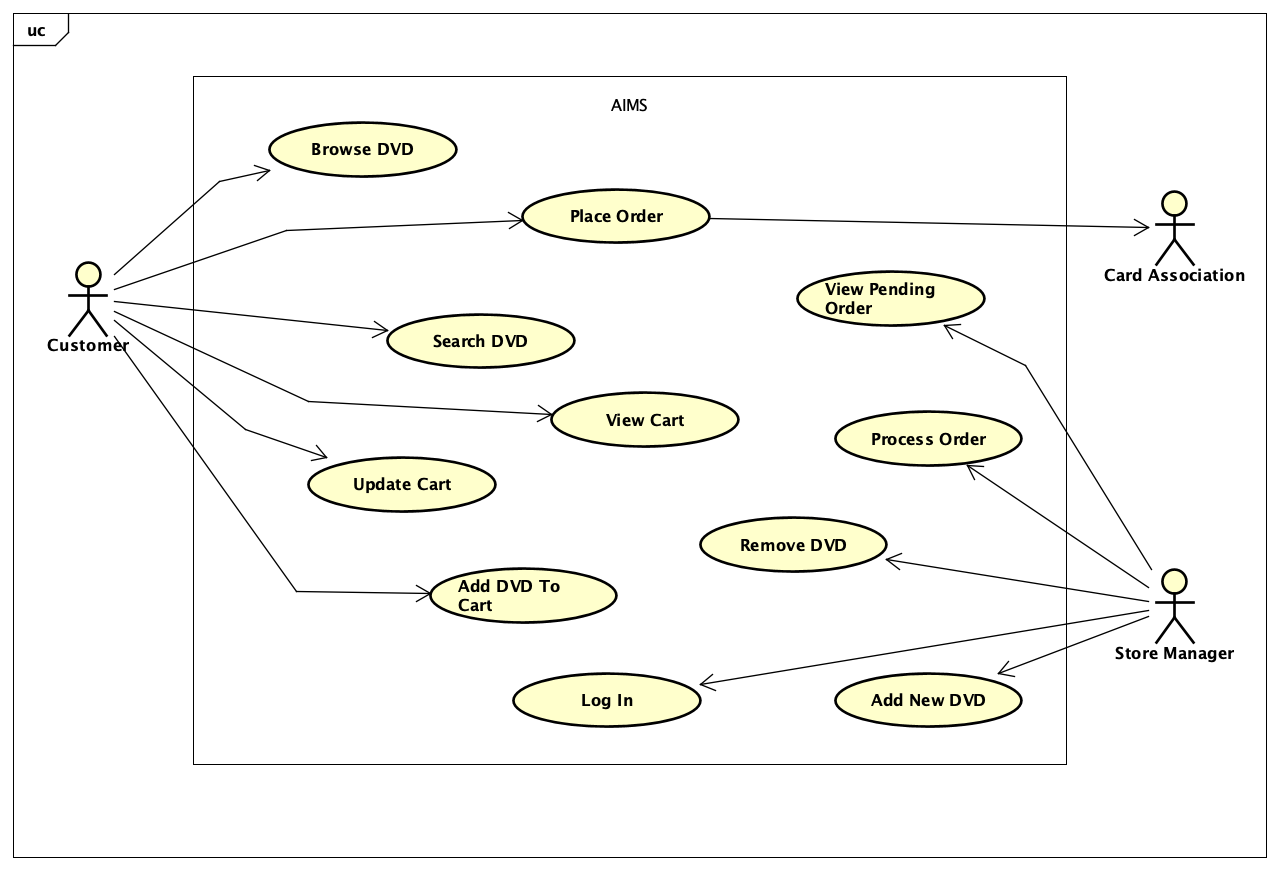 uc
AIMS
Browse DVD
Place Order
Card Association
View Pending
Order
Customer
Search DVD
View Cart
Process Order
Update Cart
Remove DVD
Add DVD To
Cart
Store Manager
Log In
Add New DVD